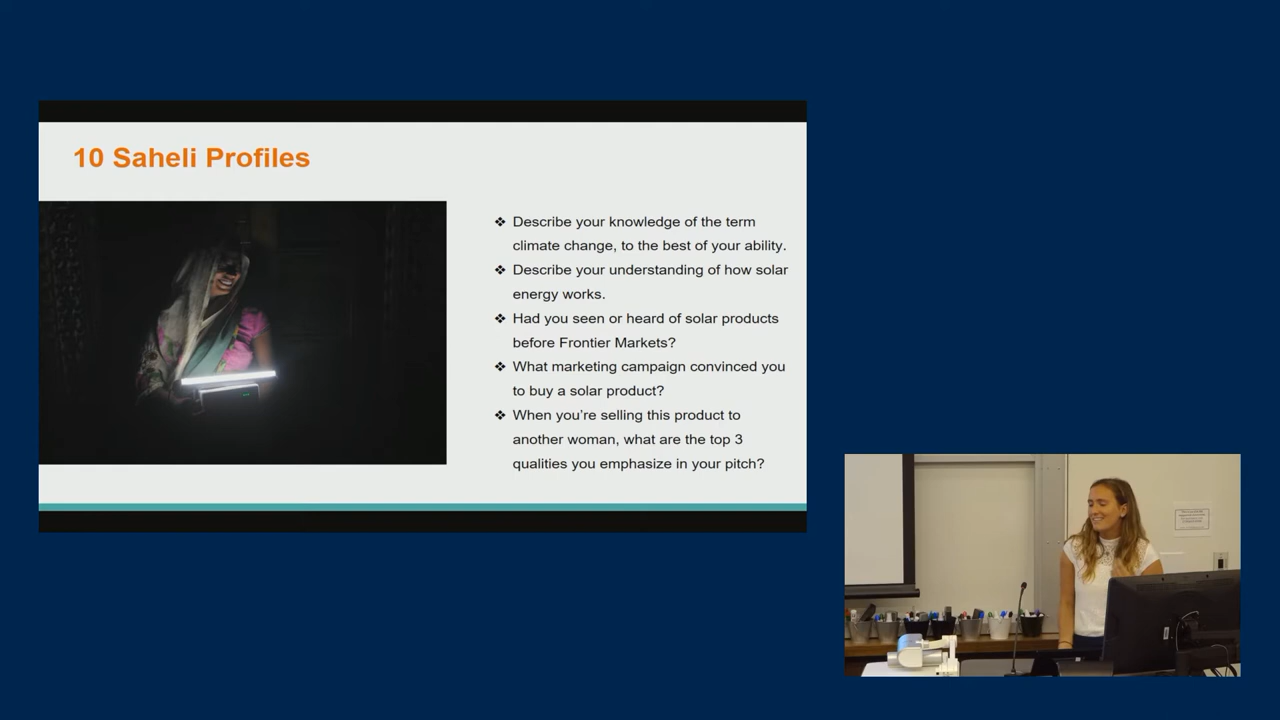 10 Saheli Profiles
❖ Describe your knowledge of the term
climate change, to the best of your ability.
❖ Describe your understanding of how solar
energy works.
❖ Had you seen or heard of solar products
before Frontier Markets?
❖ What marketing campaign convinced you
to buy a solar product?
❖ When you’re selling this product to
another woman, what are the top 3
qualities you emphasize in your pitch?